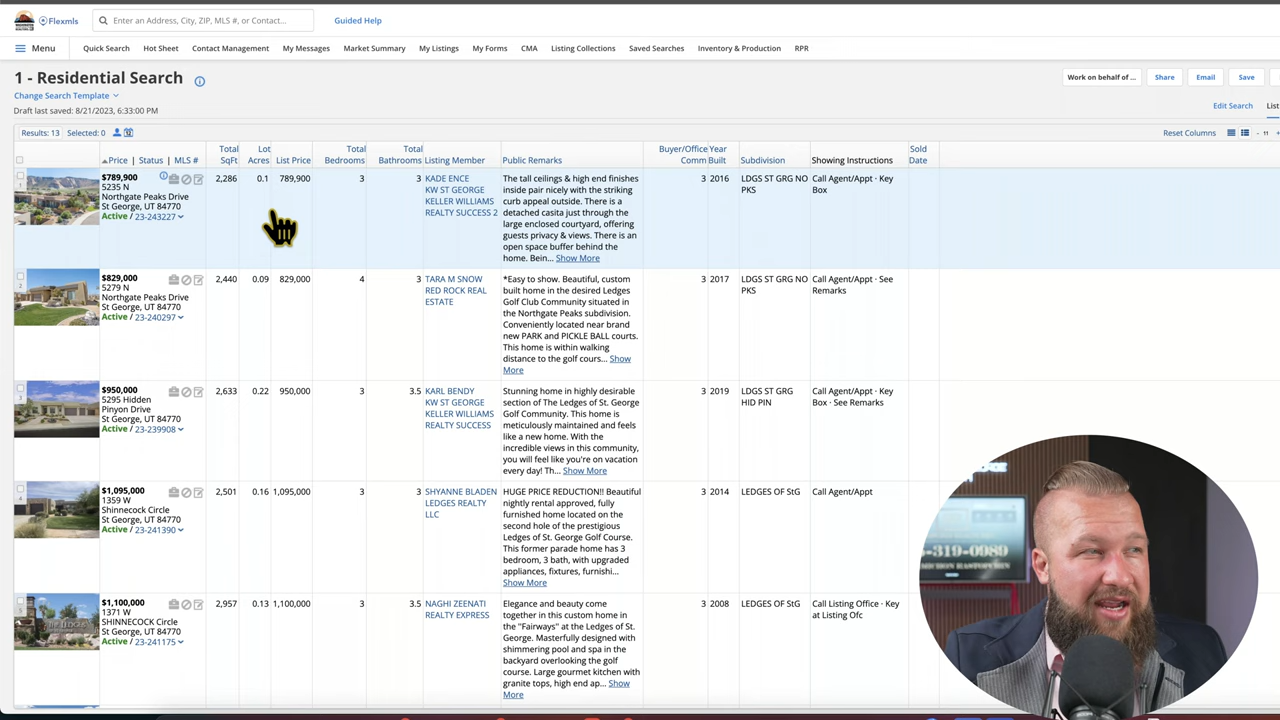 Flexmls
Enter an Address, City, ZIP, MLS #, or Contact...
Guided Help
Menu
Quick Search
Hot Sheet
Contact Management
My Messages
Market Summary
My Listings
My Forms
CMA
Listing Collections
Saved Searches
Inventory & Production
RPR
1 - Residential Search
Work on behalf of ...
Share
Email
Save
Change Search Template
Draft last saved: 8/21/2023, 6:33:00 PM
Edit Search
List
Results: 13
Selected: 0
Reset Columns
Price | Status | MLS #
Total SqFt
Lot Acres
List Price
Total Bedrooms
Total Bathrooms
Listing Member
Public Remarks
Buyer/Office Comm
Year Built
Subdivision
Showing Instructions
Sold Date
1
$789,900
5235 N
Northgate Peaks Drive
St George, UT 84770
Active / 23-243227
2,286
0.1
789,900
3
3
KADE ENCE
KW ST GEORGE
KELLER WILLIAMS
REALTY SUCCESS 2
The tall ceilings & high end finishes
inside pair nicely with the striking
curb appeal outside. There is a
detached casita just through the
large enclosed courtyard, offering
guests privacy & views. There is an
open space buffer behind the
home. Bein... Show More
3
2016
LDGS ST GRG NO
PKS
Call Agent/Appt · Key
Box
2
$829,000
5279 N
Northgate Peaks Drive
St George, UT 84770
Active / 23-240297
2,440
0.09
829,000
4
3
TARA M SNOW
RED ROCK REAL
ESTATE
*Easy to show. Beautiful, custom
built home in the desired Ledges
Golf Club Community situated in
the Northgate Peaks subdivision.
Conveniently located near brand
new PARK and PICKLE BALL courts.
This home is within walking
distance to the golf cours... Show
More
3
2017
LDGS ST GRG NO
PKS
Call Agent/Appt · See
Remarks
3
$950,000
5295 Hidden
Pinyon Drive
St George, UT 84770
Active / 23-239908
2,633
0.22
950,000
3
3.5
KARL BENDY
KW ST GEORGE
KELLER WILLIAMS
REALTY SUCCESS
Stunning home in highly desirable
section of The Ledges of St. George
Golf Community. This home is
meticulously maintained and feels
like a new home. With the
incredible views in this community,
you will feel like you're on vacation
every day! Th... Show More
3
2019
LDGS ST GRG
HID PIN
Call Agent/Appt · Key
Box · See Remarks
4
$1,095,000
1359 W
Shinnecock Circle
St George, UT 84770
Active / 23-241390
2,501
0.16
1,095,000
3
3
SHYANNE BLADEN
LEDGES REALTY
LLC
HUGE PRICE REDUCTION!! Beautiful
nightly rental approved, fully
furnished home located on the
second hole of the prestigious
Ledges of St. George Golf Course.
This former parade home has 3
bedroom, 3 bath, with upgraded
appliances, fixtures, furnishi...
Show More
3
2014
LEDGES OF StG
Call Agent/Appt
$1,100,000
1371 W
SHINNECOCK Circle
St George, UT 84770
Active / 23-241175
2,957
0.13
1,100,000
3
3.5
NAGHI ZEENATI
REALTY EXPRESS
Elegance and beauty come
together in this custom home in
the "Fairways" at the Ledges of St.
George. Masterfully designed with
shimmering pool and spa in the
backyard overlooking the golf
course. Large gourmet kitchen with
granite tops, high end ap... Show
More
3
2008
LEDGES OF StG
Call Listing Office · Key
at Listing Ofc
-319-0980